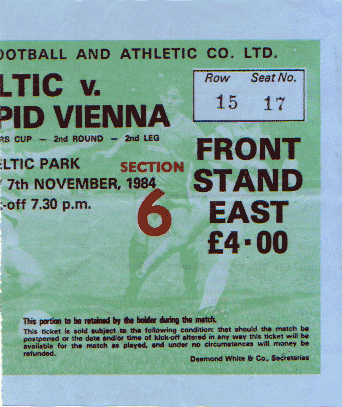 OOTBALL AND ATHLETIC CO. LTD.
LTIC v.
PID VIENNA
RS CUP — 2nd ROUND — 2nd LEG
ELTIC PARK
/ 7th NOVEMBER, 1984
-off 7.30 p.m.
SECTION
6
Row Seat No.
15 17
FRONT
STAND
EAST
£4·00
This portion to be retained by the holder during the match.
This ticket is sold subject to the following condition: that should the match be
postponed or the date and/or time of kick-off altered in any way this ticket will be
available for the match as played, and under no circumstances will money be
refunded.
Desmond White & Co., Secretaries